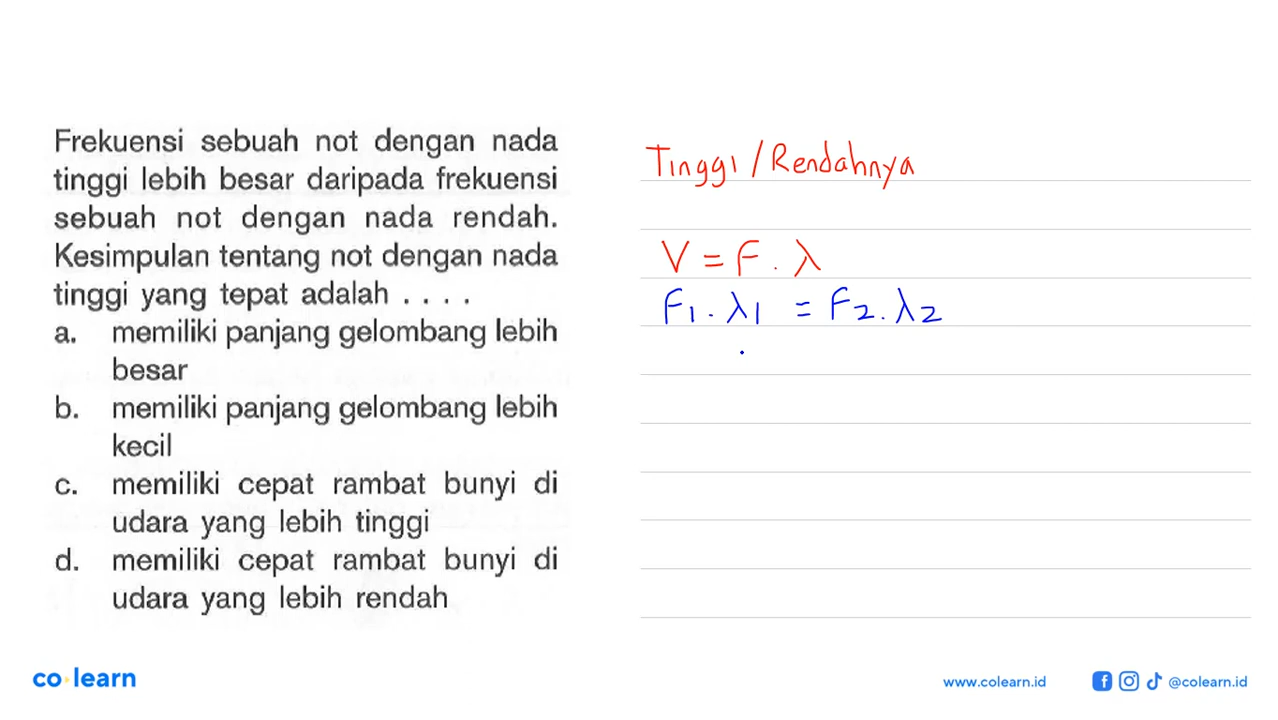 Frekuensi sebuah not dengan nada
tinggi lebih besar daripada frekuensi
sebuah not dengan nada rendah.
Kesimpulan tentang not dengan nada
tinggi yang tepat adalah . . . .
a. memiliki panjang gelombang lebih
besar
b. memiliki panjang gelombang lebih
kecil
c. memiliki cepat rambat bunyi di
udara yang lebih tinggi
d. memiliki cepat rambat bunyi di
udara yang lebih rendah
Tinggi / Rendahnya
V = F . λ
F1 . λ1 = F2 . λ2
co learn
www.colearn.id
@colearn.id